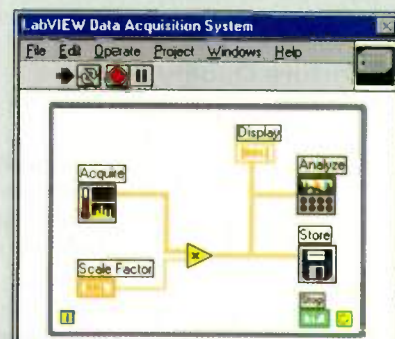 LabVIEW Data Acquisition System
File Edit Operate Project Windows Help
Display
Acquire
Analyze
Store
Scale Factor
Stop
i